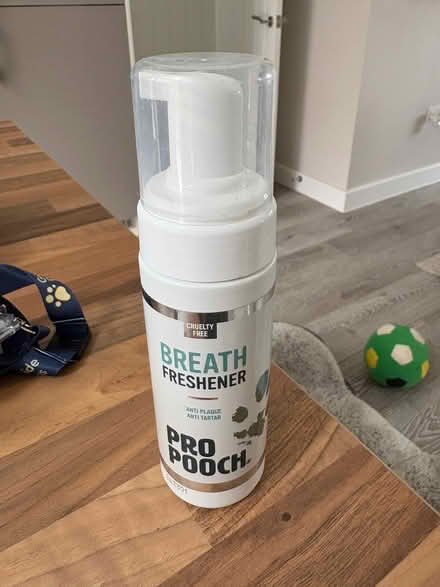 CRUELTY
FREE
BREATH
FRESHENER
ANTI PLAQUE
ANTI TARTAR
PRO
POOCH